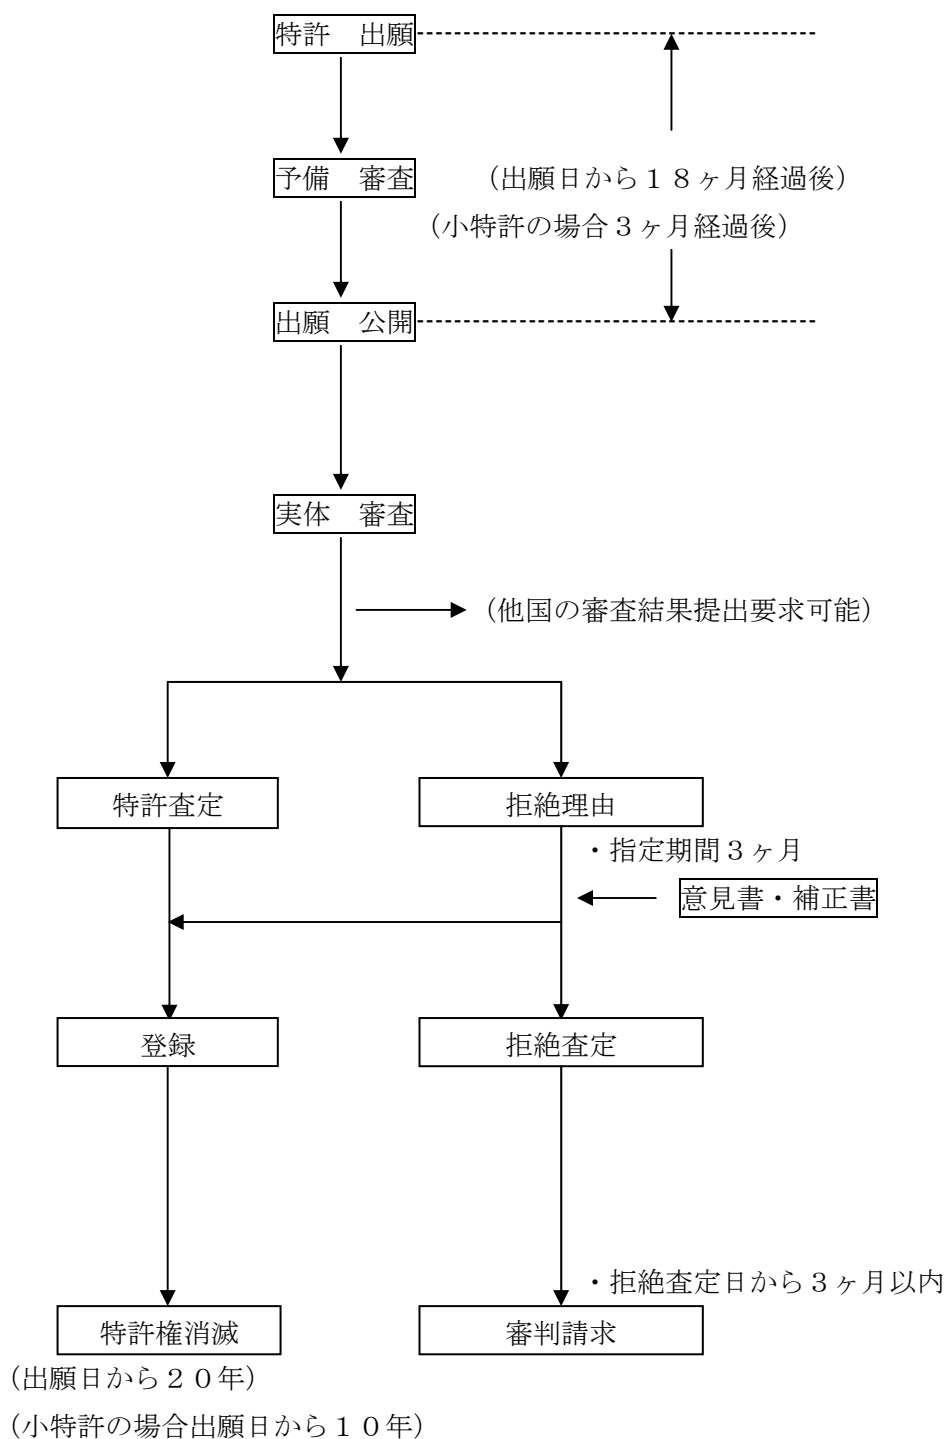 特許　出願
予備　審査
（出願日から１８ヶ月経過後）
（小特許の場合３ヶ月経過後）
出願　公開
実体　審査
（他国の審査結果提出要求可能）
特許査定
拒絶理由
・指定期間３ヶ月
意見書・補正書
登録
拒絶査定
・拒絶査定日から３ヶ月以内
特許権消滅
審判請求
（出願日から２０年）
（小特許の場合出願日から１０年）